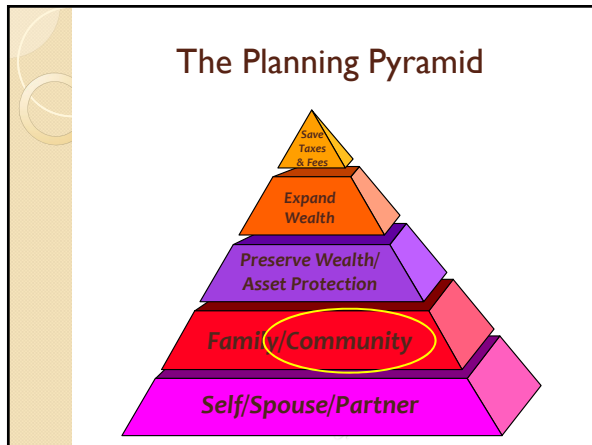 The Planning Pyramid
Save
Taxes
& Fees
Expand
Wealth
Preserve Wealth/
Asset Protection
Family/Community
Self/Spouse/Partner